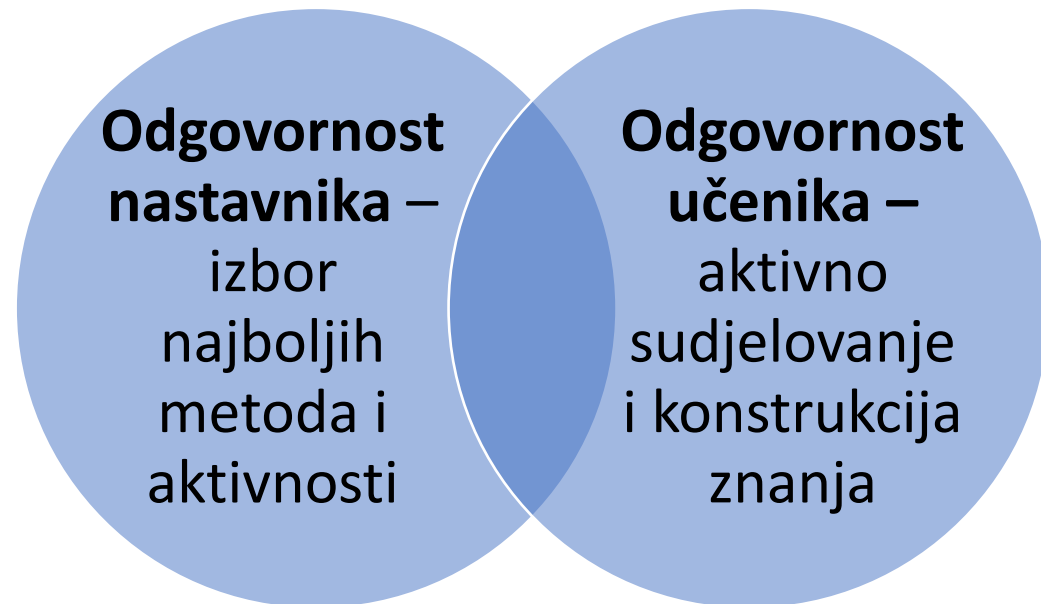 Odgovornost
nastavnika –
izbor
najboljih
metoda i
aktivnosti
Odgovornost
učenika –
aktivno
sudjelovanje
i konstrukcija
znanja